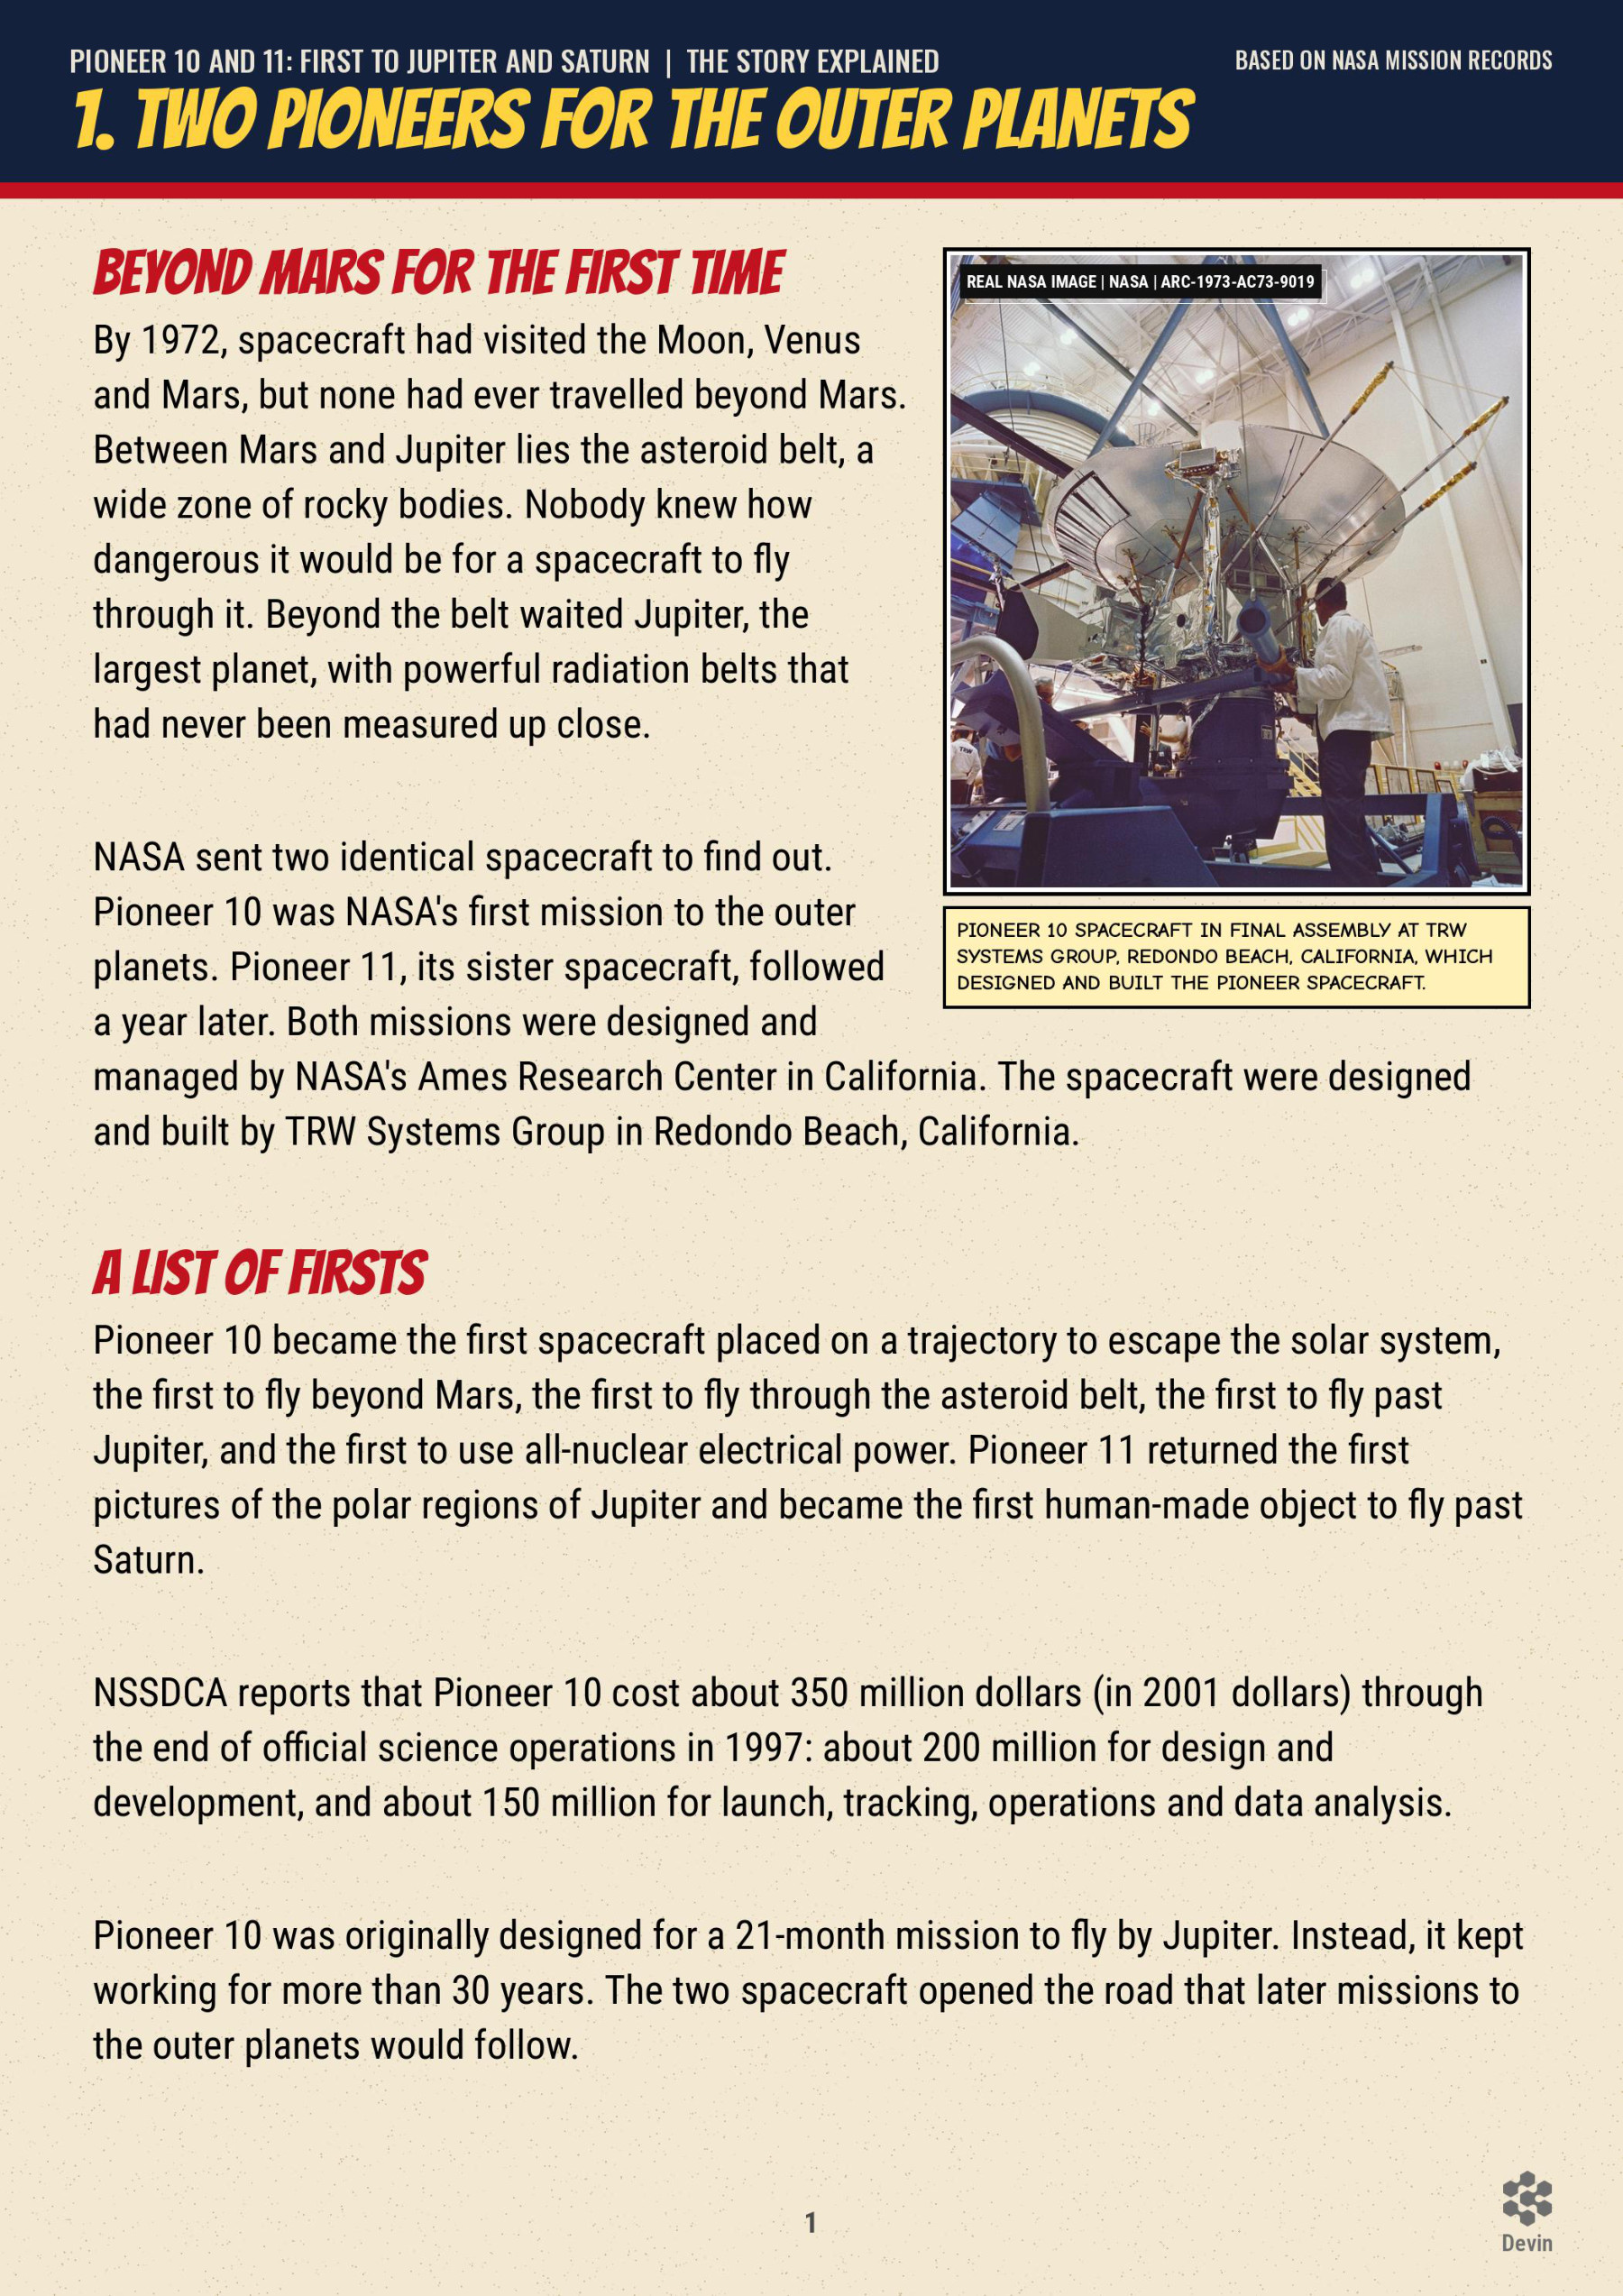 PIONEER 10 AND 11: FIRST TO JUPITER AND SATURN | THE STORY EXPLAINED
BASED ON NASA MISSION RECORDS
1. TWO PIONEERS FOR THE OUTER PLANETS
BEYOND MARS FOR THE FIRST TIME
By 1972, spacecraft had visited the Moon, Venus
and Mars, but none had ever travelled beyond Mars.
Between Mars and Jupiter lies the asteroid belt, a
wide zone of rocky bodies. Nobody knew how
dangerous it would be for a spacecraft to fly
through it. Beyond the belt waited Jupiter, the
largest planet, with powerful radiation belts that
had never been measured up close.
NASA sent two identical spacecraft to find out.
Pioneer 10 was NASA's first mission to the outer
planets. Pioneer 11, its sister spacecraft, followed
a year later. Both missions were designed and
managed by NASA's Ames Research Center in California. The spacecraft were designed
and built by TRW Systems Group in Redondo Beach, California.
REAL NASA IMAGE | NASA | ARC-1973-AC73-9019
TRW
PIONEER 10 SPACECRAFT IN FINAL ASSEMBLY AT TRW
SYSTEMS GROUP, REDONDO BEACH, CALIFORNIA, WHICH
DESIGNED AND BUILT THE PIONEER SPACECRAFT.
A LIST OF FIRSTS
Pioneer 10 became the first spacecraft placed on a trajectory to escape the solar system,
the first to fly beyond Mars, the first to fly through the asteroid belt, the first to fly past
Jupiter, and the first to use all-nuclear electrical power. Pioneer 11 returned the first
pictures of the polar regions of Jupiter and became the first human-made object to fly past
Saturn.
NSSDCA reports that Pioneer 10 cost about 350 million dollars (in 2001 dollars) through
the end of official science operations in 1997: about 200 million for design and
development, and about 150 million for launch, tracking, operations and data analysis.
Pioneer 10 was originally designed for a 21-month mission to fly by Jupiter. Instead, it kept
working for more than 30 years. The two spacecraft opened the road that later missions to
the outer planets would follow.
1
Devin